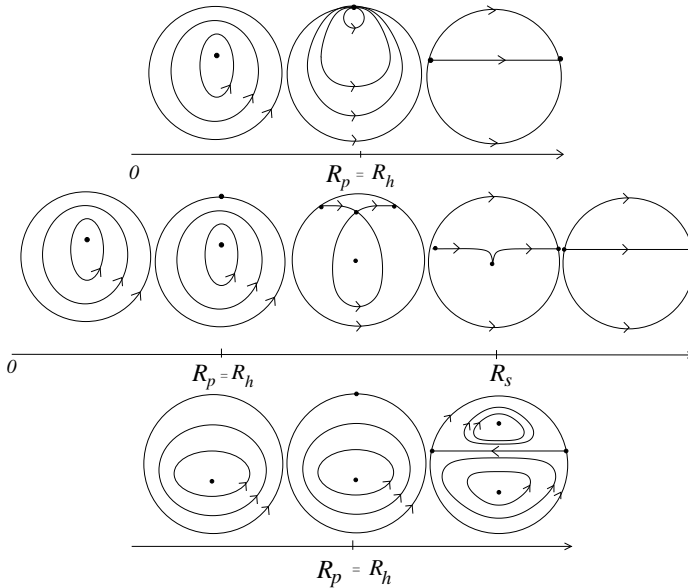 0 R_p = R_h
0 R_p = R_h R_s
R_p = R_h